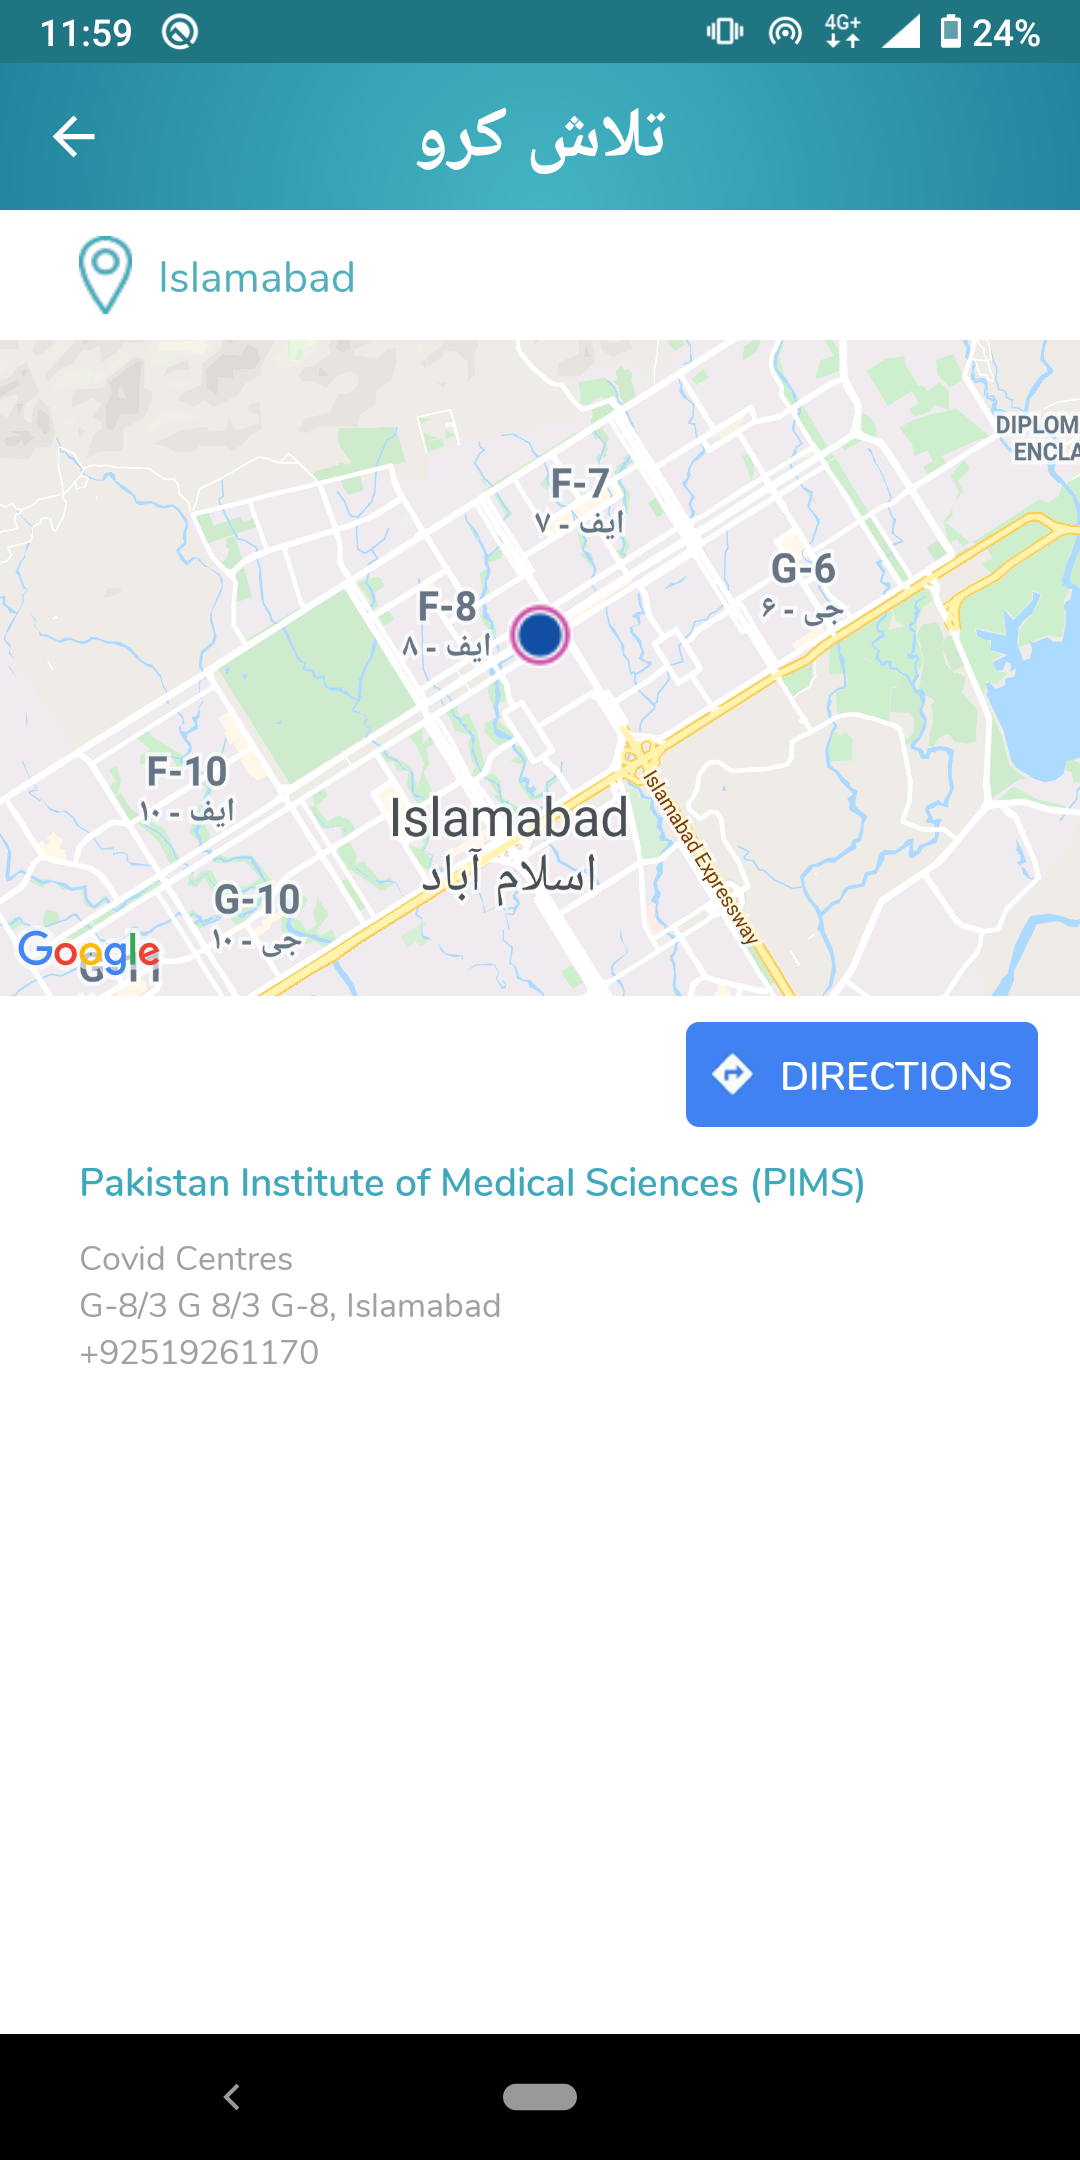 11:59 4G+ 24%
تلاش کرو
Islamabad
DIPLOM
ENCLA
F-7
ایف - ۷
G-6
جی - ۶
F-8
ایف - ۸
F-10
ایف - ۱۰
Islamabad
اسلام آباد
Islamabad Expressway
G-10
جی - ۱۰
Google
G-11
DIRECTIONS
Pakistan Institute of Medical Sciences (PIMS)
Covid Centres
G-8/3 G 8/3 G-8, Islamabad
+92519261170